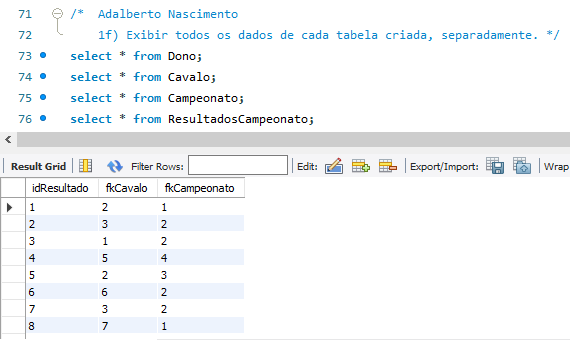 71 /* Adalberto Nascimento
72 1f) Exibir todos os dados de cada tabela criada, separadamente. */
73 select * from Dono;
74 select * from Cavalo;
75 select * from Campeonato;
76 select * from ResultadosCampeonato;
Result Grid Filter Rows: Edit: Export/Import: Wrap
idResultado fkCavalo fkCampeonato
1 2 1
2 3 2
3 1 2
4 5 4
5 2 3
6 6 2
7 3 2
8 7 1